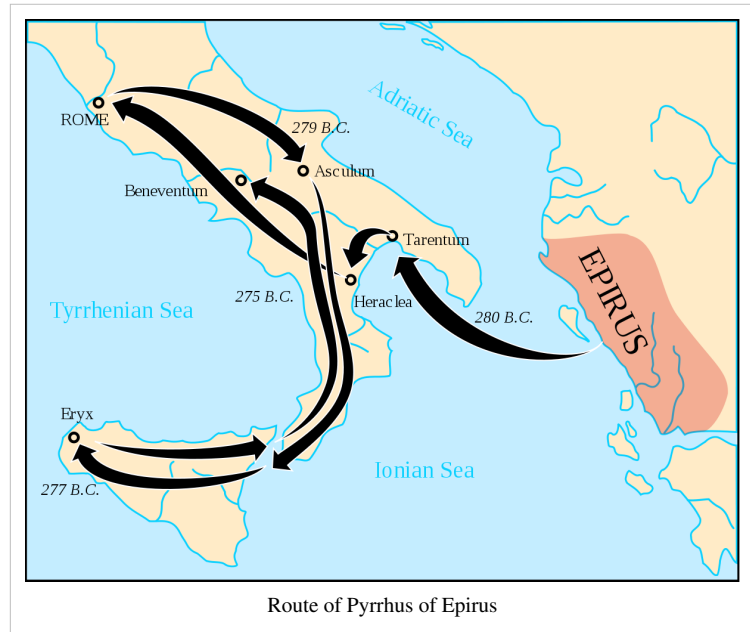 Adriatic Sea
ROME
279 B.C.
Asculum
Beneventum
Tarentum
EPIRUS
275 B.C.
Heraclea
Tyrrhenian Sea
280 B.C.
Eryx
Ionian Sea
277 B.C.
Route of Pyrrhus of Epirus